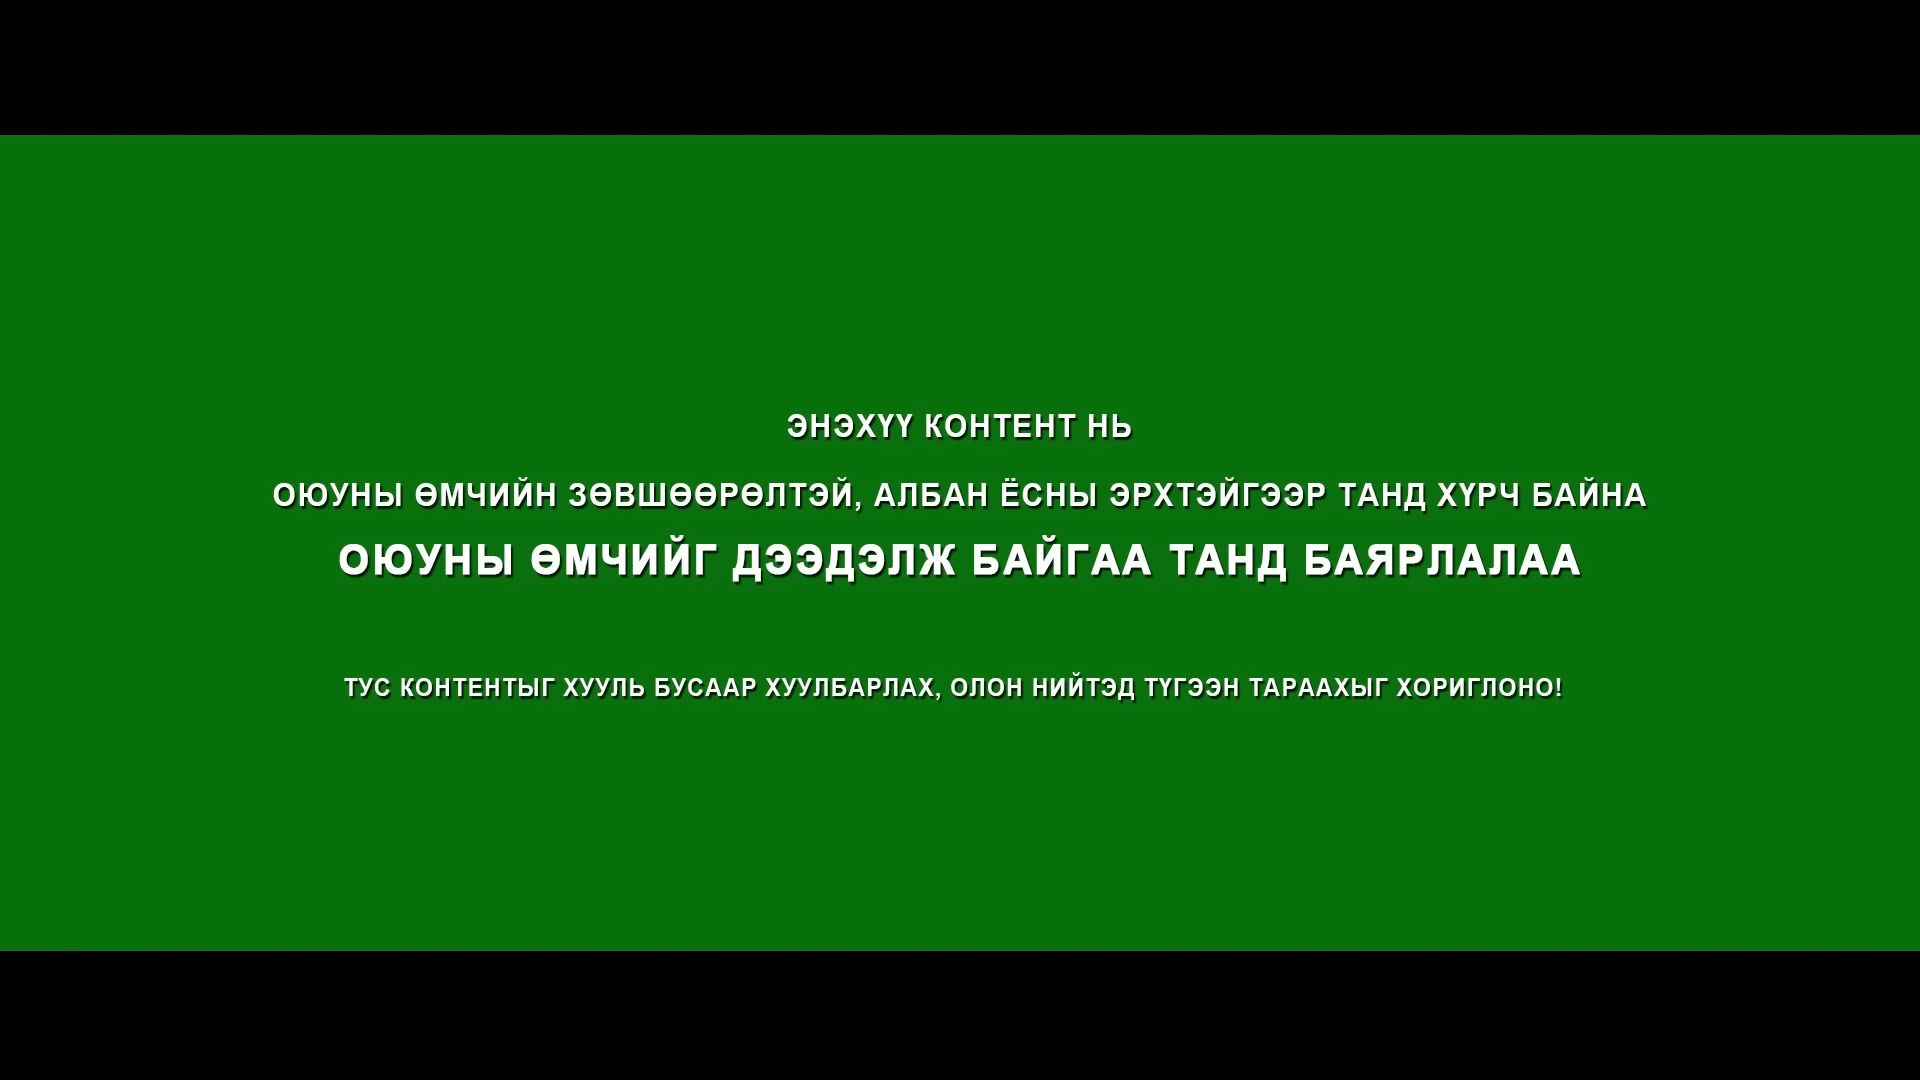 ЭНЭХҮҮ КОНТЕНТ НЬ
ОЮУНЫ ӨМЧИЙН ЗӨВШӨӨРӨЛТЭЙ, АЛБАН ЁСНЫ ЭРХТЭЙГЭЭР ТАНД ХҮРЧ БАЙНА
ОЮУНЫ ӨМЧИЙГ ДЭЭДЭЛЖ БАЙГАА ТАНД БАЯРЛАЛАА
ТУС КОНТЕНТЫГ ХУУЛЬ БУСААР ХУУЛБАРЛАХ, ОЛОН НИЙТЭД ТҮГЭЭН ТАРААХЫГ ХОРИГЛОНО!